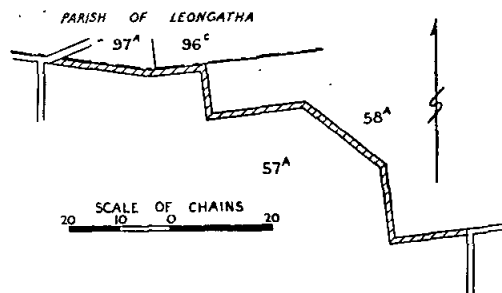 PARISH OF LEONGATHA
97A 96C
58A
57A
SCALE OF CHAINS
20 10 0 20